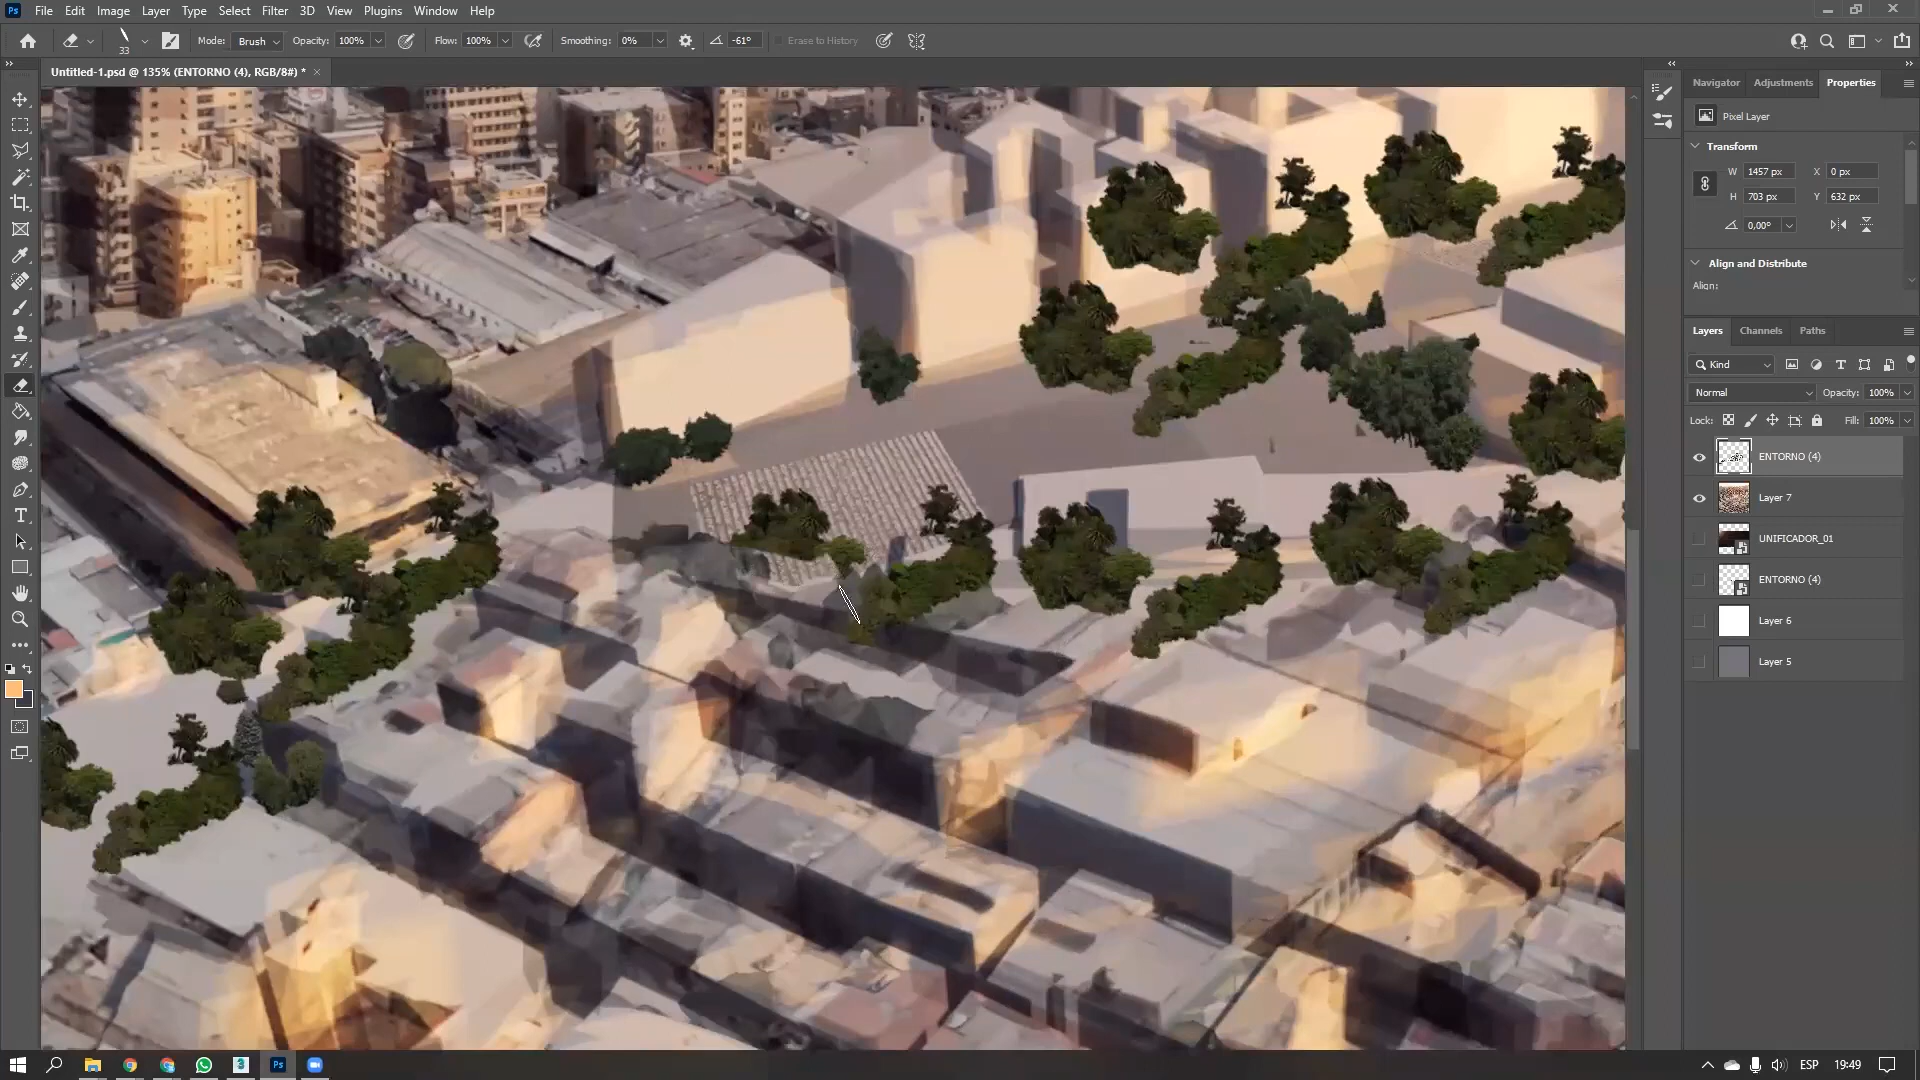 Ps File Edit Image Layer Type Select Filter 3D View Plugins Window Help
33 Mode: Brush Opacity: 100% Flow: 100% Smoothing: 0% -61° Erase to History
Untitled-1.psd @ 135% (ENTORNO (4), RGB/8#) * ×
Navigator Adjustments Properties
Pixel Layer
Transform
W 1457 px X 0 px
H 703 px Y 632 px
0,00°
Align and Distribute
Align:
Layers Channels Paths
Kind
Normal Opacity: 100%
Lock: Fill: 100%
ENTORNO (4)
Layer 7
UNIFICADOR_01
ENTORNO (4)
Layer 6
Layer 5
Ps ESP 19:49